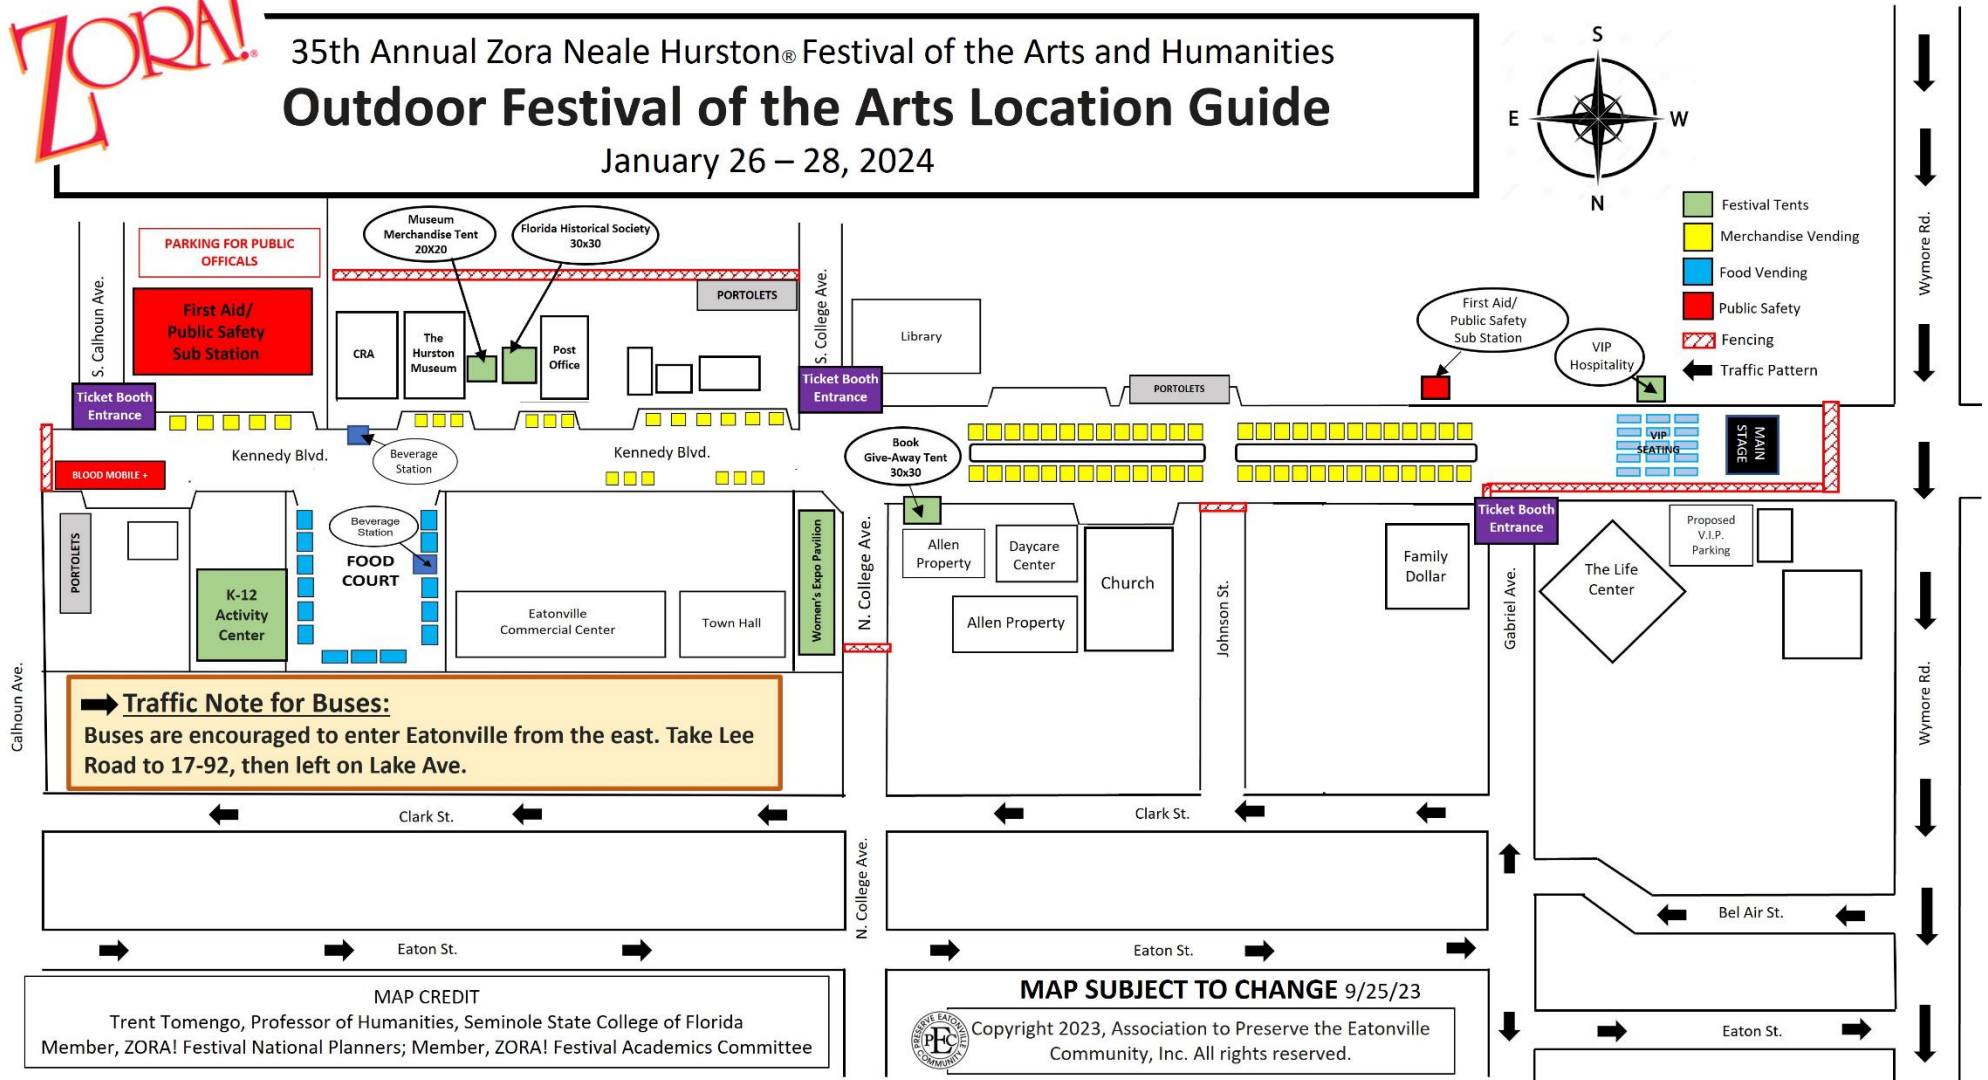 ZORA!®
35th Annual Zora Neale Hurston® Festival of the Arts and Humanities
Outdoor Festival of the Arts Location Guide
January 26 – 28, 2024
S
E
W
N
Festival Tents
Merchandise Vending
Food Vending
Public Safety
Fencing
Traffic Pattern
Wymore Rd.
S. Calhoun Ave.
PARKING FOR PUBLIC
OFFICALS
First Aid/
Public Safety
Sub Station
Museum
Merchandise Tent
20X20
Florida Historical Society
30x30
PORTOLETS
CRA
The
Hurston
Museum
Post
Office
S. College Ave.
Library
First Aid/
Public Safety
Sub Station
VIP
Hospitality
Ticket Booth
Entrance
Ticket Booth
Entrance
PORTOLETS
Kennedy Blvd.
Beverage
Station
Kennedy Blvd.
Book
Give-Away Tent
30x30
VIP
SEATING
MAIN
STAGE
BLOOD MOBILE +
PORTOLETS
K-12
Activity
Center
Beverage
Station
FOOD
COURT
Eatonville
Commercial Center
Town Hall
Women's Expo Pavilion
N. College Ave.
Allen
Property
Daycare
Center
Church
Allen Property
Johnson St.
Family
Dollar
Ticket Booth
Entrance
Gabriel Ave.
The Life
Center
Proposed
V.I.P.
Parking
Wymore Rd.
Calhoun Ave.
Traffic Note for Buses:
Buses are encouraged to enter Eatonville from the east. Take Lee
Road to 17-92, then left on Lake Ave.
Clark St.
Clark St.
N. College Ave.
Bel Air St.
Eaton St.
Eaton St.
Eaton St.
MAP CREDIT
Trent Tomengo, Professor of Humanities, Seminole State College of Florida
Member, ZORA! Festival National Planners; Member, ZORA! Festival Academics Committee
MAP SUBJECT TO CHANGE 9/25/23
PRESERVE EATONVILLE
COMMUNITY
PEC
Copyright 2023, Association to Preserve the Eatonville
Community, Inc. All rights reserved.